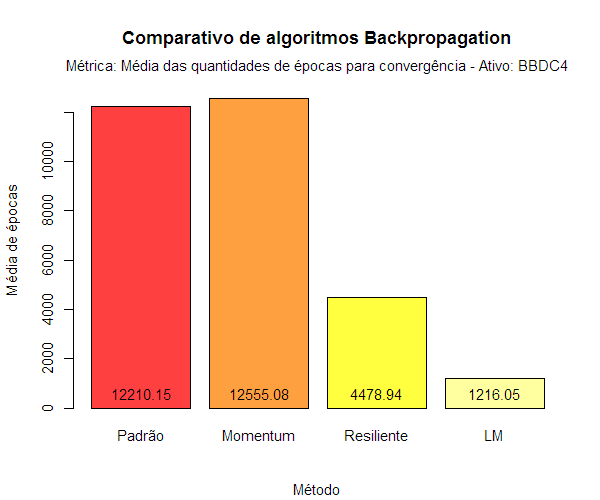 Comparativo de algoritmos Backpropagation
Métrica: Média das quantidades de épocas para convergência - Ativo: BBDC4
Média de épocas
10000
8000
6000
4000
2000
0
12210.15
12555.08
4478.94
1216.05
Padrão
Momentum
Resiliente
LM
Método